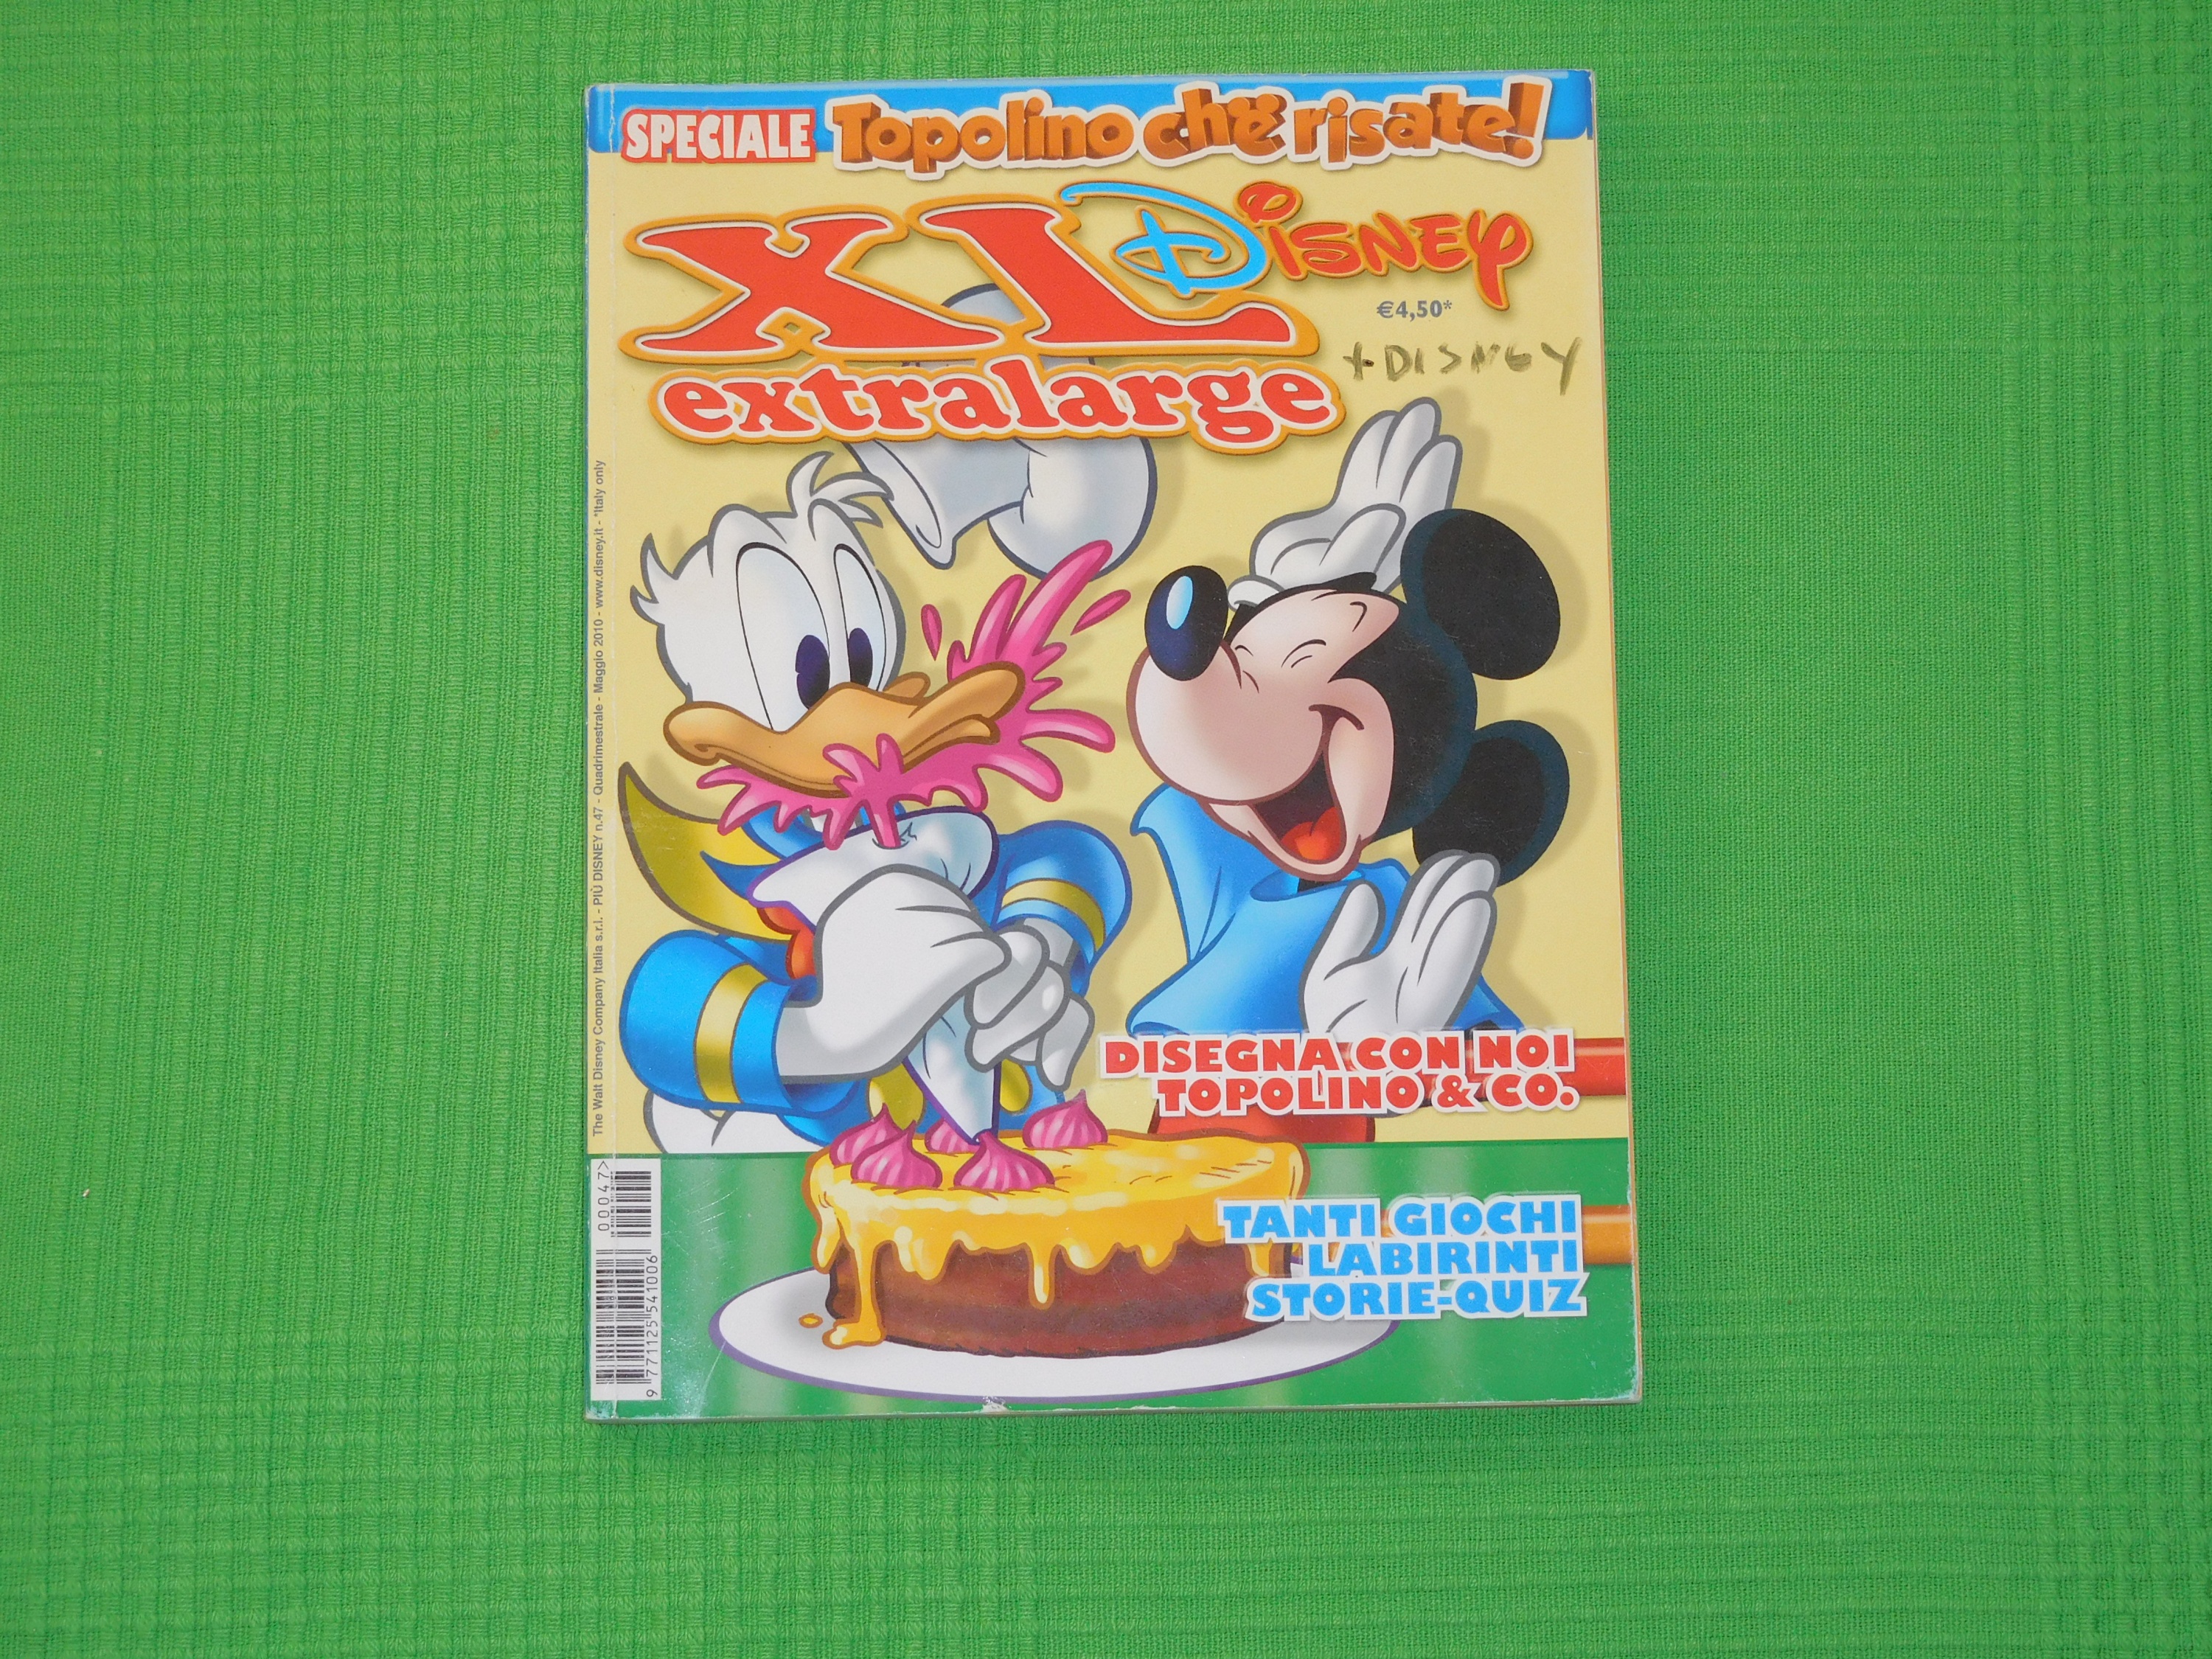 SPECIALE Topolino che risate!
XL Disney
€4,50*
+ DISNEY
extralarge
The Walt Disney Company Italia s.r.l. - PIÙ DISNEY n.47 - Quadrimestrale - Maggio 2010 - www.disney.it - *Italy only
DISEGNA CON NOI
TOPOLINO & CO.
TANTI GIOCHI
LABIRINTI
STORIE-QUIZ
00047>
9 771125 541006